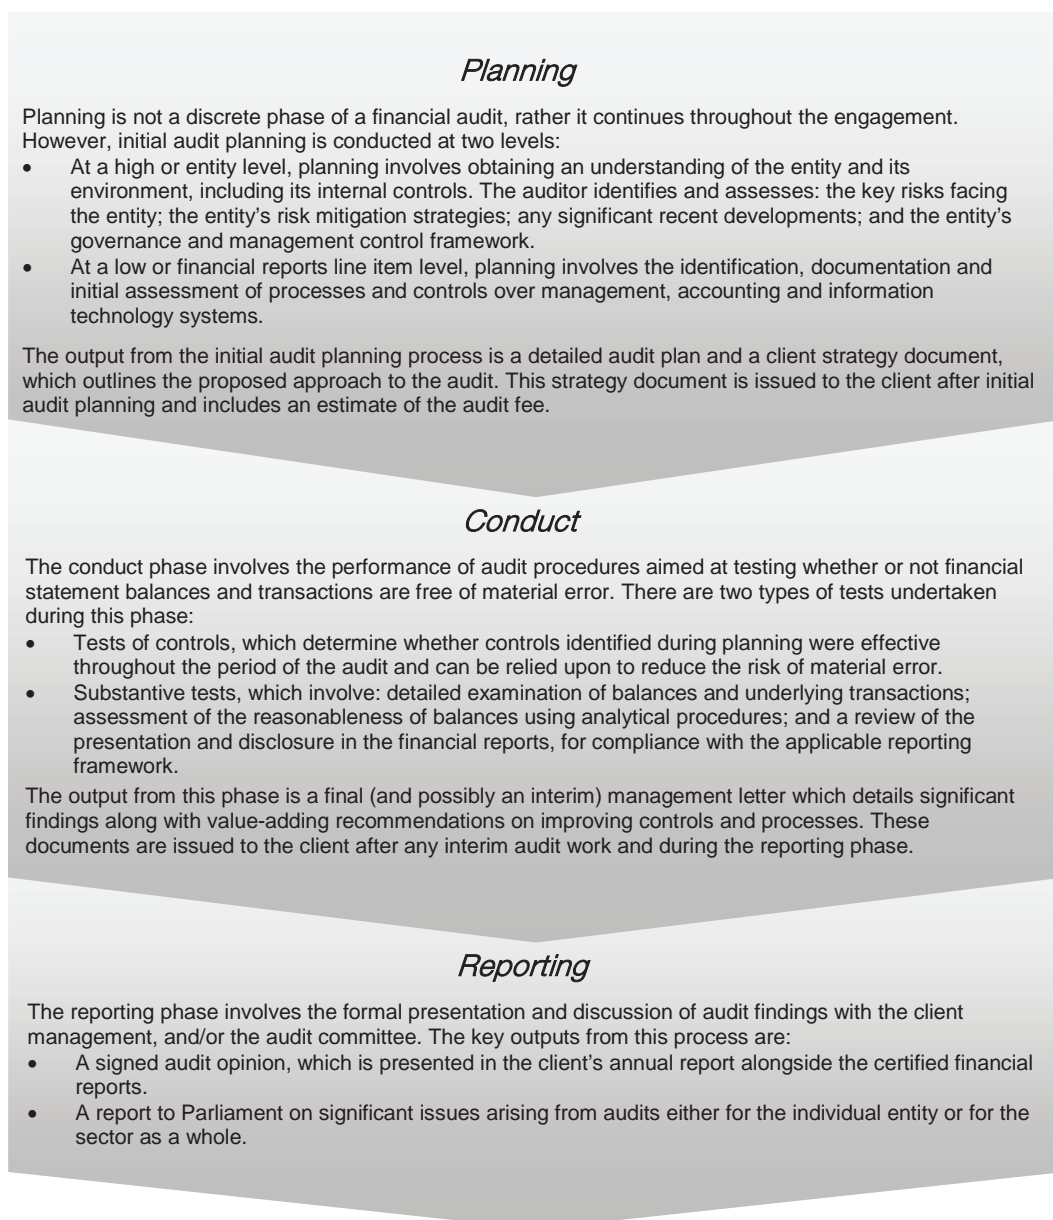 Planning
Planning is not a discrete phase of a financial audit, rather it continues throughout the engagement.
However, initial audit planning is conducted at two levels:
• At a high or entity level, planning involves obtaining an understanding of the entity and its
environment, including its internal controls. The auditor identifies and assesses: the key risks facing
the entity; the entity's risk mitigation strategies; any significant recent developments; and the entity's
governance and management control framework.
• At a low or financial reports line item level, planning involves the identification, documentation and
initial assessment of processes and controls over management, accounting and information
technology systems.
The output from the initial audit planning process is a detailed audit plan and a client strategy document,
which outlines the proposed approach to the audit. This strategy document is issued to the client after initial
audit planning and includes an estimate of the audit fee.
Conduct
The conduct phase involves the performance of audit procedures aimed at testing whether or not financial
statement balances and transactions are free of material error. There are two types of tests undertaken
during this phase:
• Tests of controls, which determine whether controls identified during planning were effective
throughout the period of the audit and can be relied upon to reduce the risk of material error.
• Substantive tests, which involve: detailed examination of balances and underlying transactions;
assessment of the reasonableness of balances using analytical procedures; and a review of the
presentation and disclosure in the financial reports, for compliance with the applicable reporting
framework.
The output from this phase is a final (and possibly an interim) management letter which details significant
findings along with value-adding recommendations on improving controls and processes. These
documents are issued to the client after any interim audit work and during the reporting phase.
Reporting
The reporting phase involves the formal presentation and discussion of audit findings with the client
management, and/or the audit committee. The key outputs from this process are:
• A signed audit opinion, which is presented in the client's annual report alongside the certified financial
reports.
• A report to Parliament on significant issues arising from audits either for the individual entity or for the
sector as a whole.